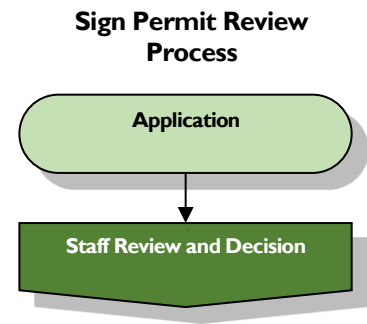 Sign Permit Review
Process
Application
Staff Review and Decision